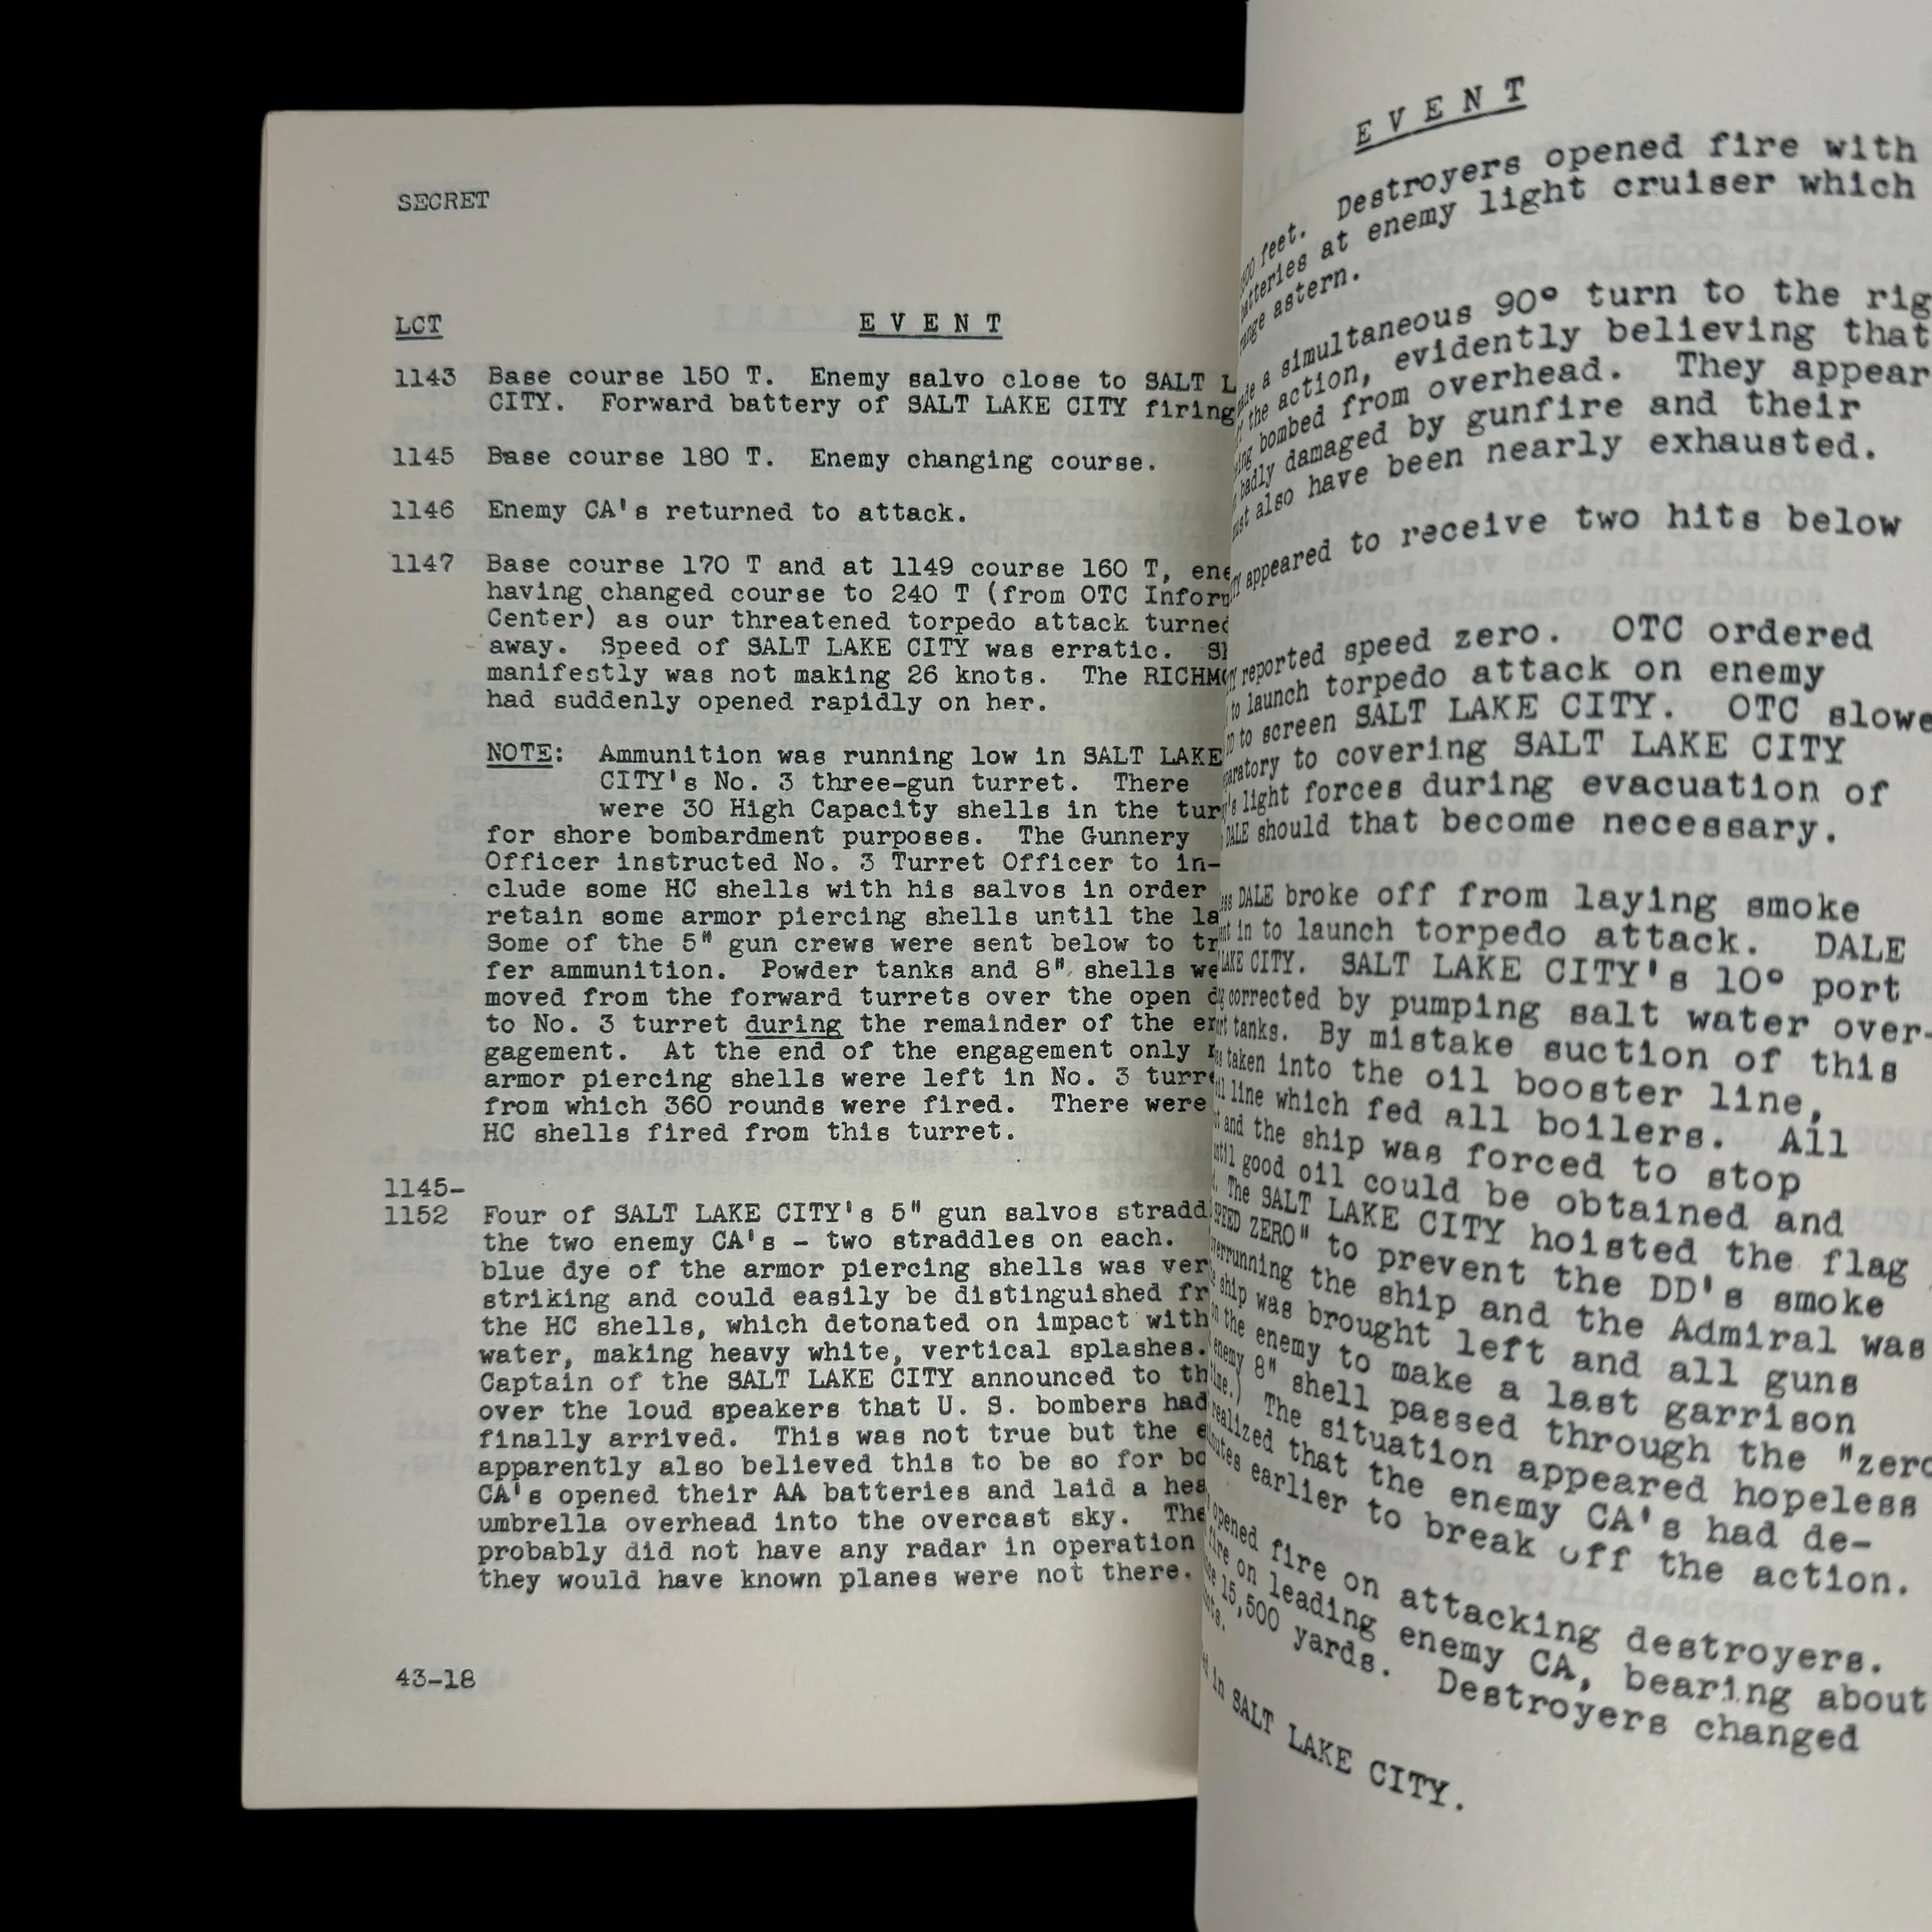 SECRET
LCT
E V E N T
1143 Base course 150 T. Enemy salvo close to SALT
CITY. Forward battery of SALT LAKE CITY firing
1145 Base course 180 T. Enemy changing course.
1146 Enemy CA's returned to attack.
1147 Base course 170 T and at 1149 course 160 T,
having changed course to 240 T (from OTC
Center) as our threatened torpedo attack turned
away. Speed of SALT LAKE CITY was erratic.
manifestly was not making 26 knots. The
had suddenly opened rapidly on her.
NOTE: Ammunition was running low in SALT LAKE
CITY's No. 3 three-gun turret. There
were 30 High Capacity shells in the
for shore bombardment purposes. The Gunnery
Officer instructed No. 3 Turret Officer to in-
clude some HC shells with his salvos in order
retain some armor piercing shells until the
Some of the 5" gun crews were sent below to
fer ammunition. Powder tanks and 8" shells
moved from the forward turrets over the open
to No. 3 turret during the remainder of the
gagement. At the end of the engagement only
armor piercing shells were left in No. 3
from which 360 rounds were fired. There were
HC shells fired from this turret.
1145-
1152 Four of SALT LAKE CITY's 5" gun salvos
the two enemy CA's - two straddles on each.
blue dye of the armor piercing shells was
striking and could easily be distinguished
the HC shells, which detonated on impact with
water, making heavy white, vertical splashes.
Captain of the SALT LAKE CITY announced to
over the loud speakers that U. S. bombers had
finally arrived. This was not true but the
apparently also believed this to be so for
CA's opened their AA batteries and laid a
umbrella overhead into the overcast sky.
probably did not have any radar in operation
they would have known planes were not there.
43-18
E V E N T
feet. Destroyers opened fire with
batteries at enemy light cruiser which
astern.
a simultaneous 90° turn to the
the action, evidently believing that
bombed from overhead. They appear
badly damaged by gunfire and their
also have been nearly exhausted.
appeared to receive two hits below
reported speed zero. OTC ordered
to launch torpedo attack on enemy
to screen SALT LAKE CITY. OTC
to covering SALT LAKE CITY
light forces during evacuation of
DALE should that become necessary.
DALE broke off from laying smoke
in to launch torpedo attack. DALE
LAKE CITY. SALT LAKE CITY's 10° port
corrected by pumping salt water over-
tanks. By mistake suction of this
taken into the oil booster line,
line which fed all boilers. All
and the ship was forced to stop
until good oil could be obtained and
The SALT LAKE CITY hoisted the flag
ZERO" to prevent the DD's smoke
overrunning the ship and the Admiral was
ship was brought left and all guns
the enemy to make a last garrison
enemy 8" shell passed through the "zero
The situation appeared hopeless
realized that the enemy CA's had de-
earlier to break off the action.
opened fire on attacking destroyers.
fire on leading enemy CA, bearing about
15,500 yards. Destroyers changed
in SALT LAKE CITY.